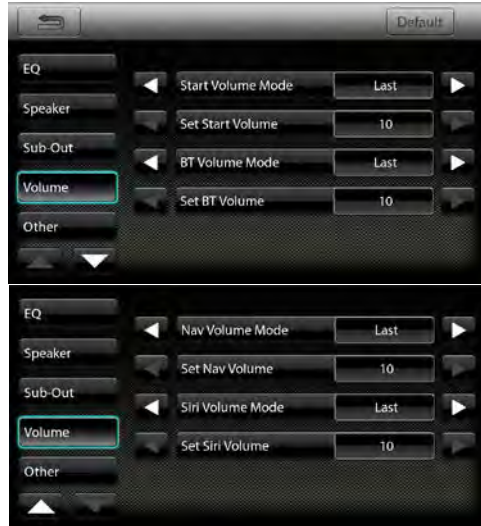 Default
EQ
Speaker
Sub-Out
Volume
Other
Start Volume Mode Last
Set Start Volume 10
BT Volume Mode Last
Set BT Volume 10
EQ
Speaker
Sub-Out
Volume
Other
Nav Volume Mode Last
Set Nav Volume 10
Siri Volume Mode Last
Set Siri Volume 10